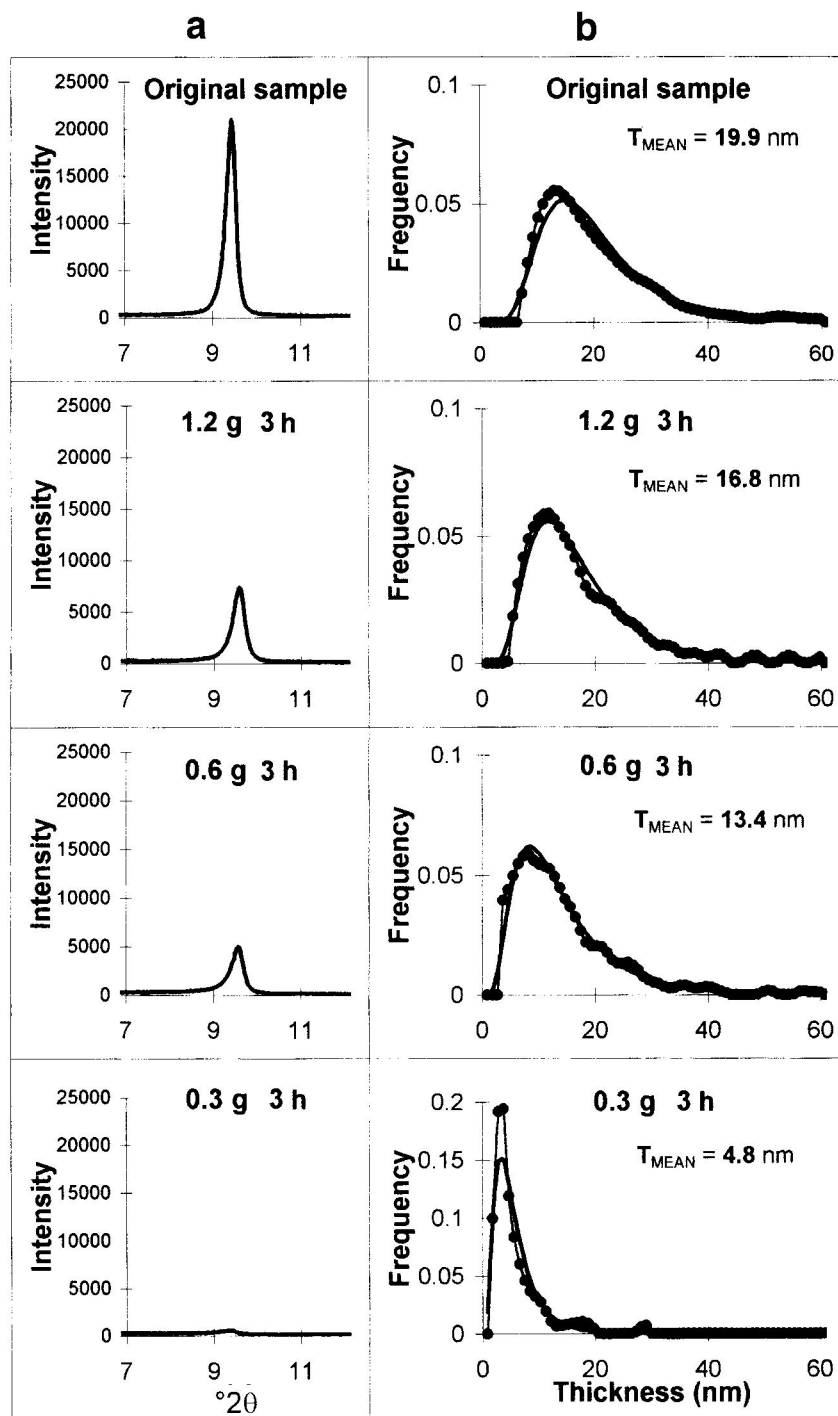 a
b
Original sample
Intensity
25000
20000
15000
10000
5000
0
7
9
11
Original sample
T_MEAN = 19.9 nm
Freguency
0.1
0.05
0
0
20
40
60
1.2 g 3 h
Intensity
25000
20000
15000
10000
5000
0
7
9
11
1.2 g 3 h
T_MEAN = 16.8 nm
Frequency
0.1
0.05
0
0
20
40
60
0.6 g 3 h
Intensity
25000
20000
15000
10000
5000
0
7
9
11
0.6 g 3 h
T_MEAN = 13.4 nm
Frequency
0.1
0.05
0
0
20
40
60
0.3 g 3 h
Intensity
25000
20000
15000
10000
5000
0
7
9
11
°2θ
0.3 g 3 h
T_MEAN = 4.8 nm
Frequency
0.2
0.15
0.1
0.05
0
0
20
40
60
Thickness (nm)